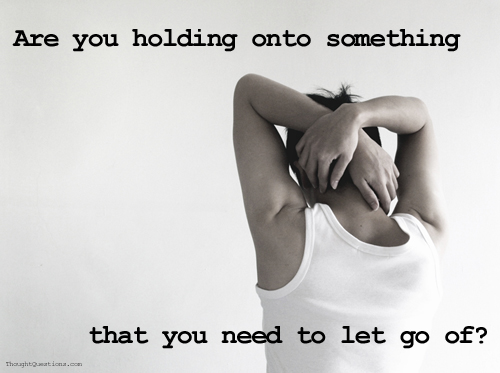 Are you holding onto something
that you need to let go of?
ThoughtQuestions.com